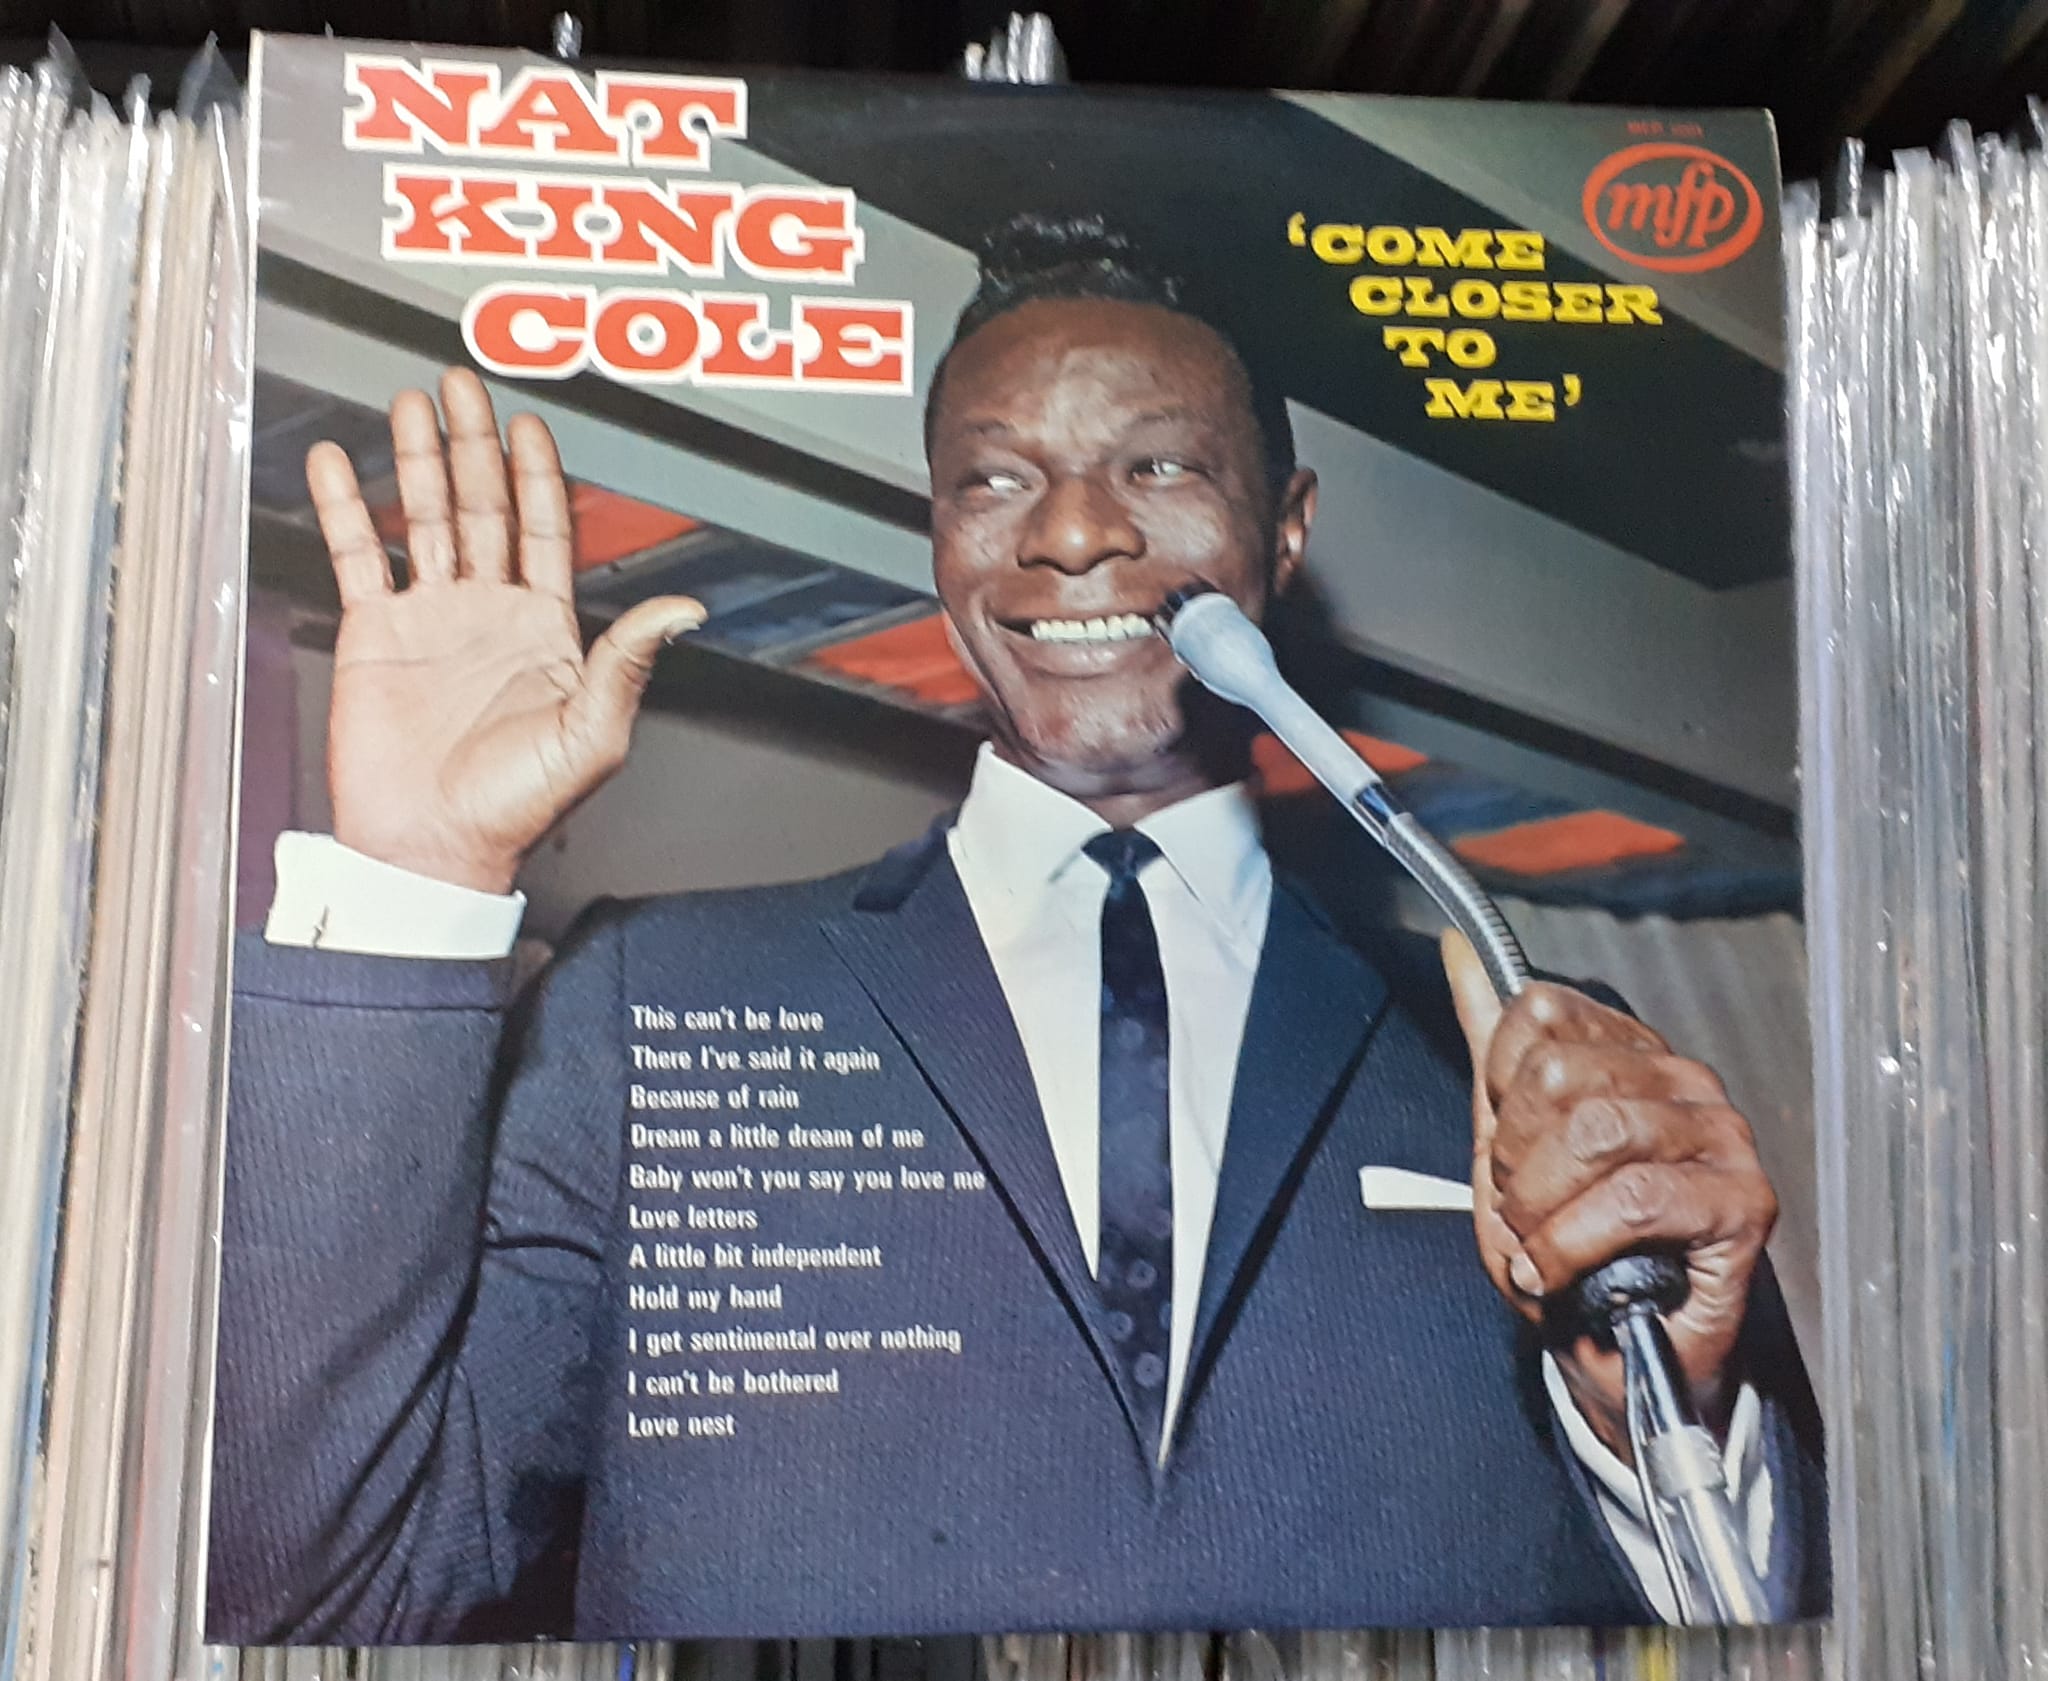 NAT
KING
COLE
mfp
‘COME
CLOSER
TO
ME’
This can't be love
There I've said it again
Because of rain
Dream a little dream of me
Baby won't you say you love me
Love letters
A little bit independent
Hold my hand
I get sentimental over nothing
I can't be bothered
Love nest